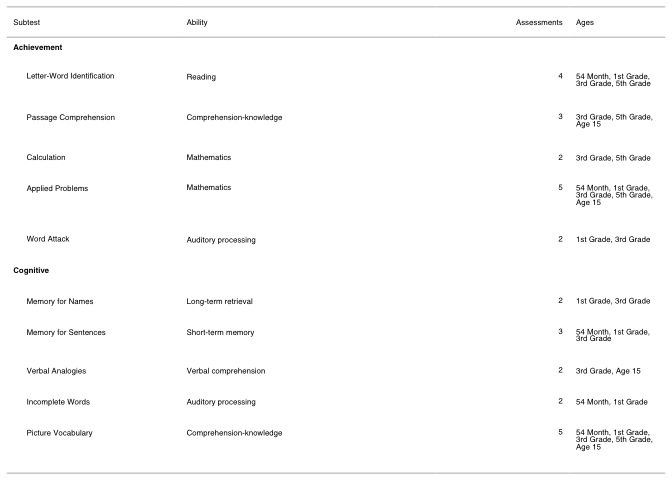 Subtest Ability Assessments Ages
Achievement
Letter-Word Identification Reading 4 54 Month, 1st Grade,
3rd Grade, 5th Grade
Passage Comprehension Comprehension-knowledge 3 3rd Grade, 5th Grade,
Age 15
Calculation Mathematics 2 3rd Grade, 5th Grade
Applied Problems Mathematics 5 54 Month, 1st Grade,
3rd Grade, 5th Grade,
Age 15
Word Attack Auditory processing 2 1st Grade, 3rd Grade
Cognitive
Memory for Names Long-term retrieval 2 1st Grade, 3rd Grade
Memory for Sentences Short-term memory 3 54 Month, 1st Grade,
3rd Grade
Verbal Analogies Verbal comprehension 2 3rd Grade, Age 15
Incomplete Words Auditory processing 2 54 Month, 1st Grade
Picture Vocabulary Comprehension-knowledge 5 54 Month, 1st Grade,
3rd Grade, 5th Grade,
Age 15